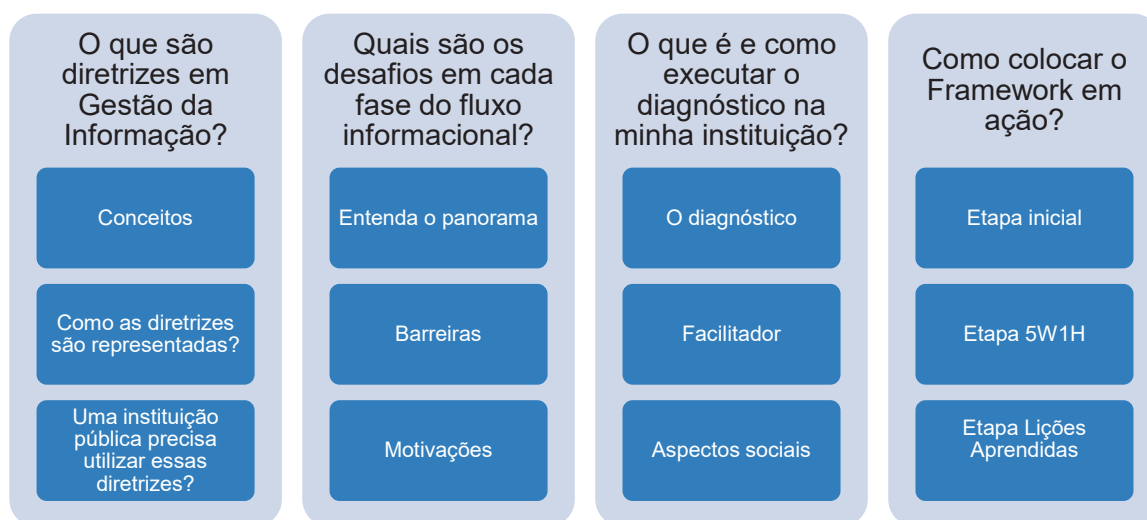 O que são
diretrizes em
Gestão da
Informação?
Conceitos
Como as diretrizes
são representadas?
Uma instituição
pública precisa
utilizar essas
diretrizes?
Quais são os
desafios em cada
fase do fluxo
informacional?
Entenda o panorama
Barreiras
Motivações
O que é e como
executar o
diagnóstico na
minha instituição?
O diagnóstico
Facilitador
Aspectos sociais
Como colocar o
Framework em
ação?
Etapa inicial
Etapa 5W1H
Etapa Lições
Aprendidas